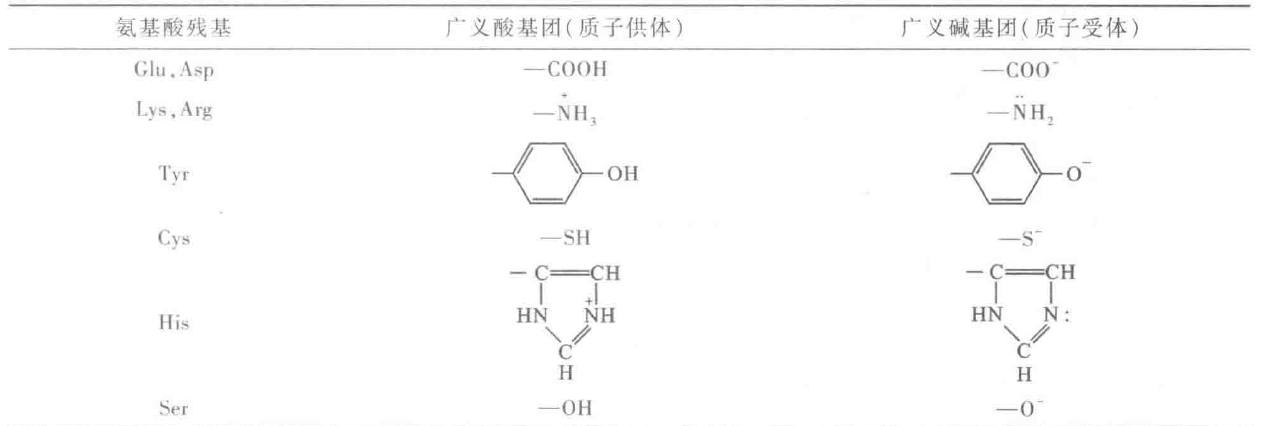 氨基酸残基 广义酸基团(质子供体) 广义碱基团(质子受体)
Glu,Asp —COOH —COO⁻
Lys,Arg —N⁺H₃ —N̈H₂
Tyr —OH —O⁻
Cys —SH —S⁻
— C═CH — C═CH
His HN N⁺H HN N:
C C
H H
Ser —OH —O⁻